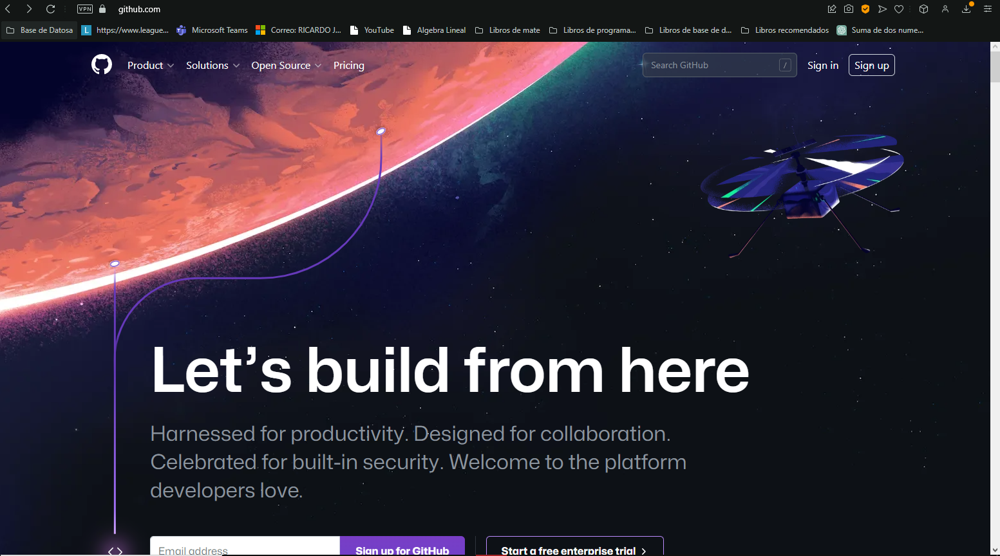 VPN github.com
Base de Datosa L https://www.league... Microsoft Teams Correo: RICARDO J... YouTube Algebra Lineal Libros de mate Libros de programa... Libros de base de d... Libros recomendados Suma de dos nume...
Product Solutions Open Source Pricing Search GitHub / Sign in Sign up
Let’s build from here
Harnessed for productivity. Designed for collaboration.
Celebrated for built-in security. Welcome to the platform
developers love.
Email address Sign up for GitHub Start a free enterprise trial